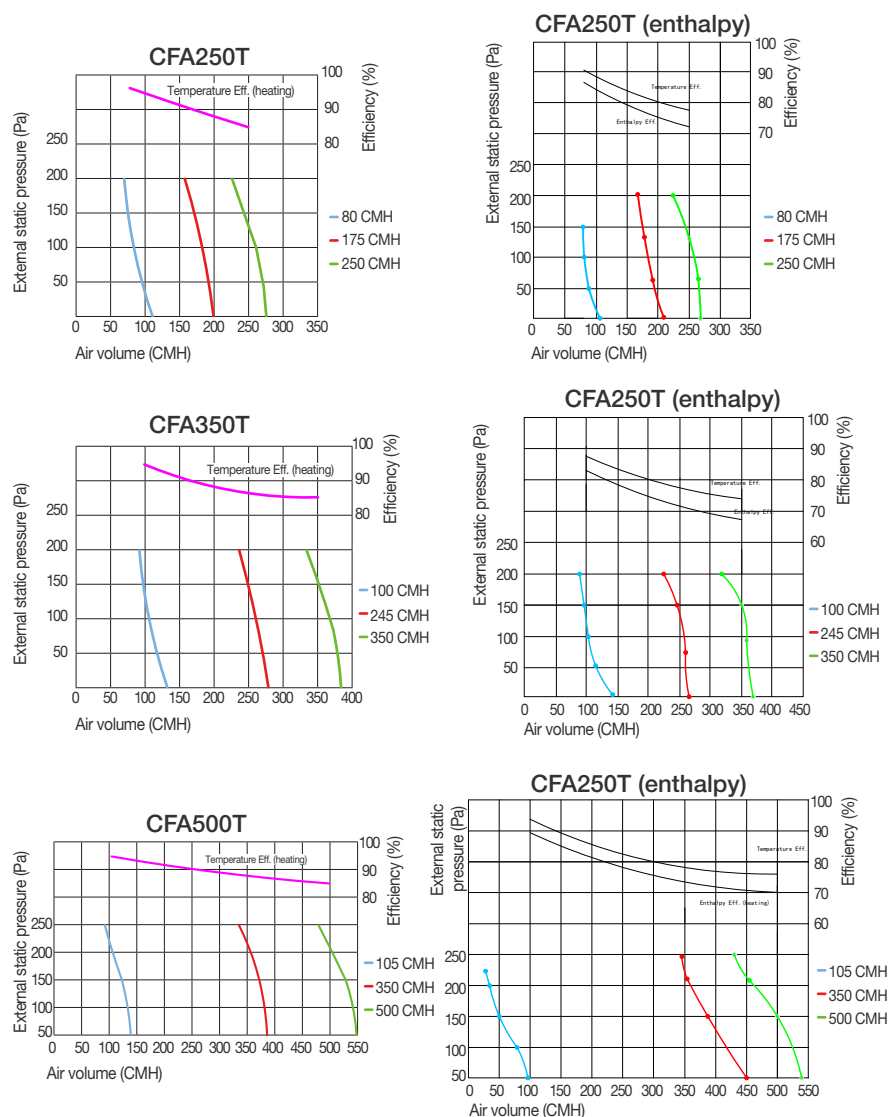 CFA250T
External static pressure (Pa)
250
200
150
100
50
100
90
80
Efficiency (%)
Temperature Eff. (heating)
0 50 100 150 200 250 300 350
Air volume (CMH)
80 CMH
175 CMH
250 CMH
CFA250T (enthalpy)
External static pressure (Pa)
250
200
150
100
50
100
90
80
70
Efficiency (%)
Temperature Eff.
Enthalpy Eff.
0 50 100 150 200 250 300 350
Air volume (CMH)
80 CMH
175 CMH
250 CMH
CFA350T
External static pressure (Pa)
250
200
150
100
50
100
90
80
Efficiency (%)
Temperature Eff. (heating)
0 50 100 150 200 250 300 350 400
Air volume (CMH)
100 CMH
245 CMH
350 CMH
CFA250T (enthalpy)
External static pressure (Pa)
250
200
150
100
50
100
90
80
70
60
Efficiency (%)
Temperature Eff.
Enthalpy Eff.
0 50 100 150 200 250 300 350 400 450
Air volume (CMH)
100 CMH
245 CMH
350 CMH
CFA500T
External static pressure (Pa)
250
200
150
100
50
100
90
80
Efficiency (%)
Temperature Eff. (heating)
0 50 100 150 200 250 300 350 400 450 500 550
Air volume (CMH)
105 CMH
350 CMH
500 CMH
CFA250T (enthalpy)
External static
pressure (Pa)
250
200
150
100
50
100
90
80
70
60
Efficiency (%)
Temperature Eff.
Enthalpy Eff. (heating)
0 50 100 150 200 250 300 350 400 450 500 540
Air volume (CMH)
105 CMH
350 CMH
500 CMH